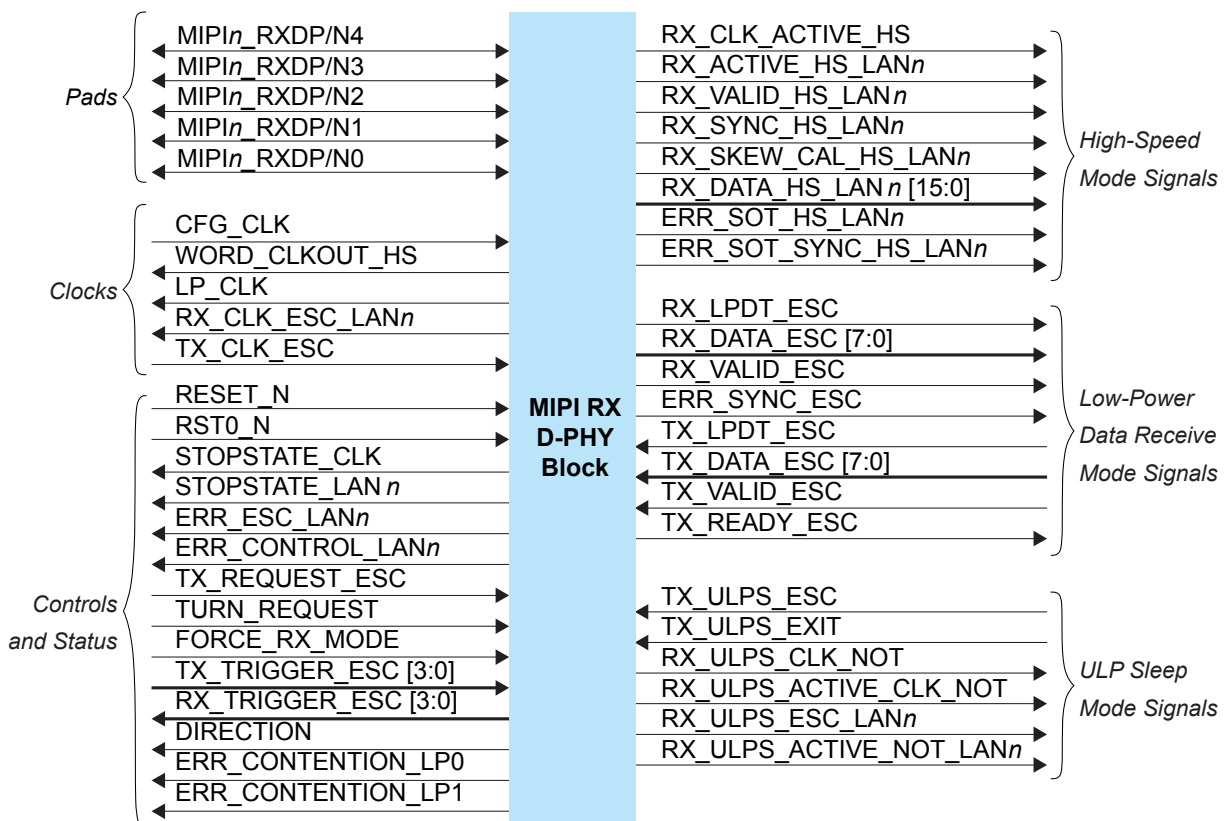 MIPIn_RXDP/N4
MIPIn_RXDP/N3
MIPIn_RXDP/N2
MIPIn_RXDP/N1
MIPIn_RXDP/N0
Pads
CFG_CLK
WORD_CLKOUT_HS
LP_CLK
RX_CLK_ESC_LANn
TX_CLK_ESC
Clocks
RESET_N
RST0_N
STOPSTATE_CLK
STOPSTATE_LAN n
ERR_ESC_LANn
ERR_CONTROL_LANn
TX_REQUEST_ESC
TURN_REQUEST
FORCE_RX_MODE
TX_TRIGGER_ESC [3:0]
RX_TRIGGER_ESC [3:0]
DIRECTION
ERR_CONTENTION_LP0
ERR_CONTENTION_LP1
Controls
and Status
MIPI RX
D-PHY
Block
RX_CLK_ACTIVE_HS
RX_ACTIVE_HS_LANn
RX_VALID_HS_LANn
RX_SYNC_HS_LANn
RX_SKEW_CAL_HS_LANn
RX_DATA_HS_LAN n [15:0]
ERR_SOT_HS_LANn
ERR_SOT_SYNC_HS_LANn
High-Speed
Mode Signals
RX_LPDT_ESC
RX_DATA_ESC [7:0]
RX_VALID_ESC
ERR_SYNC_ESC
TX_LPDT_ESC
TX_DATA_ESC [7:0]
TX_VALID_ESC
TX_READY_ESC
Low-Power
Data Receive
Mode Signals
TX_ULPS_ESC
TX_ULPS_EXIT
RX_ULPS_CLK_NOT
RX_ULPS_ACTIVE_CLK_NOT
RX_ULPS_ESC_LANn
RX_ULPS_ACTIVE_NOT_LANn
ULP Sleep
Mode Signals